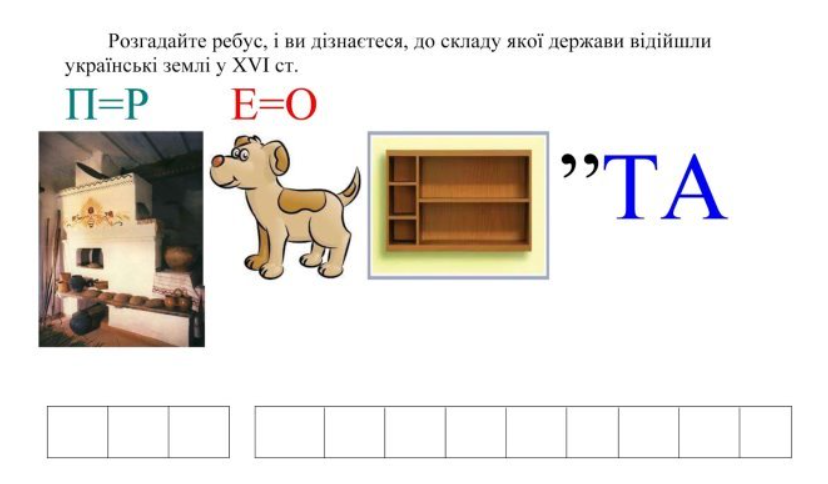 Розгадайте ребус, і ви дізнаєтеся, до складу якої держави відійшли
українські землі у XVI ст.
П=Р Е=О
”ТА